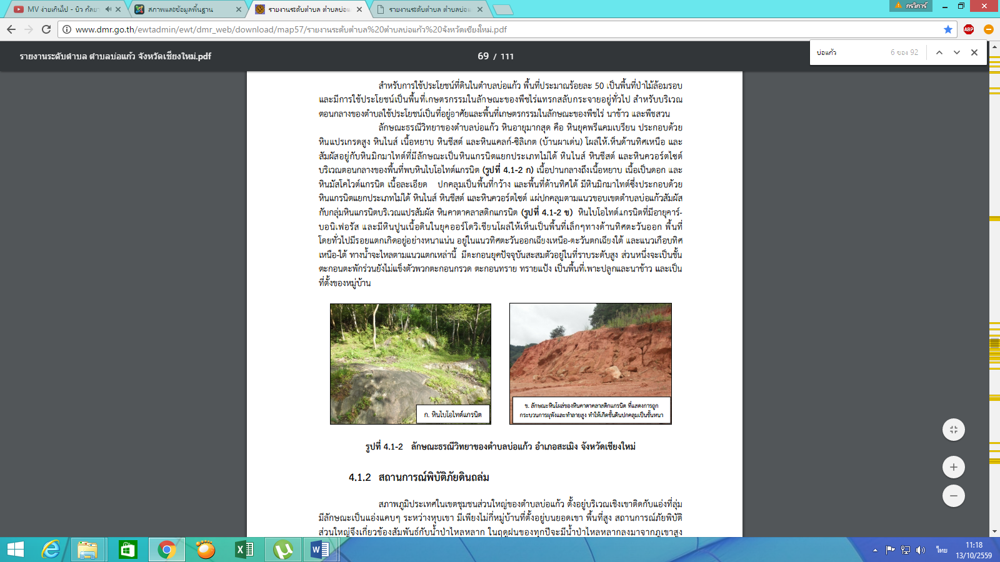 MV ง่ายเกินไป - บิว กัลยา
สภาพและข้อมูลพื้นฐาน
รายงานระดับตำบล ตำบลบ่อแ
รายงานระดับตำบล ตำบลบ่อแ
กรวิการ์
www.dmr.go.th/ewtadmin/ewt/dmr_web/download/map57/รายงานระดับตำบล%20ตำบลบ่อแก้ว%20จังหวัดเชียงใหม่.pdf
ABP
รายงานระดับตำบล ตำบลบ่อแก้ว จังหวัดเชียงใหม่.pdf
69 / 111
บ่อแก้ว
6 ของ 92
สำหรับการใช้ประโยชน์ที่ดินในตำบลบ่อแก้ว พื้นที่ประมาณร้อยละ 50 เป็นพื้นที่ป่าไม้ล้อมรอบ
และมีการใช้ประโยชน์เป็นพื้นที่เกษตรกรรมในลักษณะของพืชไร่แทรกสลับกระจายอยู่ทั่วไป สำหรับบริเวณ
ตอนกลางของตำบลใช้ประโยชน์เป็นที่อยู่อาศัยและพื้นที่เกษตรกรรมในลักษณะของพืชไร่ นาข้าว และพืชสวน
ลักษณะธรณีวิทยาของตำบลบ่อแก้ว หินอายุมากสุด คือ หินยุคพรีแคมเบรียน ประกอบด้วย
หินแปรเกรดสูง หินไนส์ เนื้อหยาบ หินชีสต์ และหินแคลก์-ซิลิเกต (บ้านผาเด่น) โผล่ให้เห็นด้านทิศเหนือ และ
สัมผัสอยู่กับหินมิกมาไทต์ที่มีลักษณะเป็นหินแกรนิตแยกประเภทไม่ได้ หินไนส์ หินชีสต์ และหินควอร์ตไซต์
บริเวณตอนกลางของพื้นที่พบหินไบโอไทต์แกรนิต (รูปที่ 4.1-2 ก) เนื้อปานกลางถึงเนื้อหยาบ เนื้อเป็นดอก และ
หินมัสโคไวต์แกรนิต เนื้อละเอียด ปกคลุมเป็นพื้นที่กว้าง และพื้นที่ด้านทิศใต้ มีหินมิกมาไทต์ซึ่งประกอบด้วย
หินแกรนิตแยกประเภทไม่ได้ หินไนส์ หินชีสต์ และหินควอร์ตไซต์ แผ่ปกคลุมตามแนวขอบเขตตำบลบ่อแก้วสัมผัส
กับกลุ่มหินแกรนิตบริเวณแปรสัมผัส หินคาตาคลาสติกแกรนิต (รูปที่ 4.1-2 ข) หินไบโอไทต์แกรนิตที่มีอายุคาร์-
บอนิเฟอรัส และมีหินปูนเนื้อดินในยุคออร์โดวิเชียนโผล่ให้เห็นเป็นพื้นที่เล็กๆทางด้านทิศตะวันออก พื้นที่
โดยทั่วไปมีรอยแตกเกิดอยู่อย่างหนาแน่น อยู่ในแนวทิศตะวันออกเฉียงเหนือ-ตะวันตกเฉียงใต้ และแนวเกือบทิศ
เหนือ-ใต้ ทางน้ำจะไหลตามแนวแตกเหล่านี้ มีตะกอนยุคปัจจุบันสะสมตัวอยู่ในที่ราบระดับสูง ส่วนหนึ่งจะเป็นชั้น
ตะกอนตะพักร่วนยังไม่แข็งตัวพวกตะกอนกรวด ตะกอนทราย ทรายแป้ง เป็นพื้นที่เพาะปลูกและนาข้าว และเป็น
ที่ตั้งของหมู่บ้าน
ก. หินไบโอไทต์แกรนิต
ข. ลักษณะหินโผล่ของหินคาตาคลาสติกแกรนิต ที่แสดงการถูก
กระบวนการผุพังและทำลายสูง ทำให้เกิดชั้นดินปกคลุมเป็นชั้นหนา
รูปที่ 4.1-2 ลักษณะธรณีวิทยาของตำบลบ่อแก้ว อำเภอสะเมิง จังหวัดเชียงใหม่
4.1.2 สถานการณ์พิบัติภัยดินถล่ม
สภาพภูมิประเทศในเขตชุมชนส่วนใหญ่ของตำบลบ่อแก้ว ตั้งอยู่บริเวณเชิงเขาติดกับแอ่งที่ลุ่ม
มีลักษณะเป็นแอ่งแคบๆ ระหว่างหุบเขา มีเพียงไม่กี่หมู่บ้านที่ตั้งอยู่บนยอดเขา พื้นที่สูง สถานการณ์ภัยพิบัติ
ส่วนใหญ่จึงเกี่ยวข้องสัมพันธ์กับน้ำป่าไหลหลาก ในฤดูฝนของทุกปีจะมีน้ำป่าไหลหลากลงมาจากภูเขาสูง
ไทย
11:18
13/10/2559